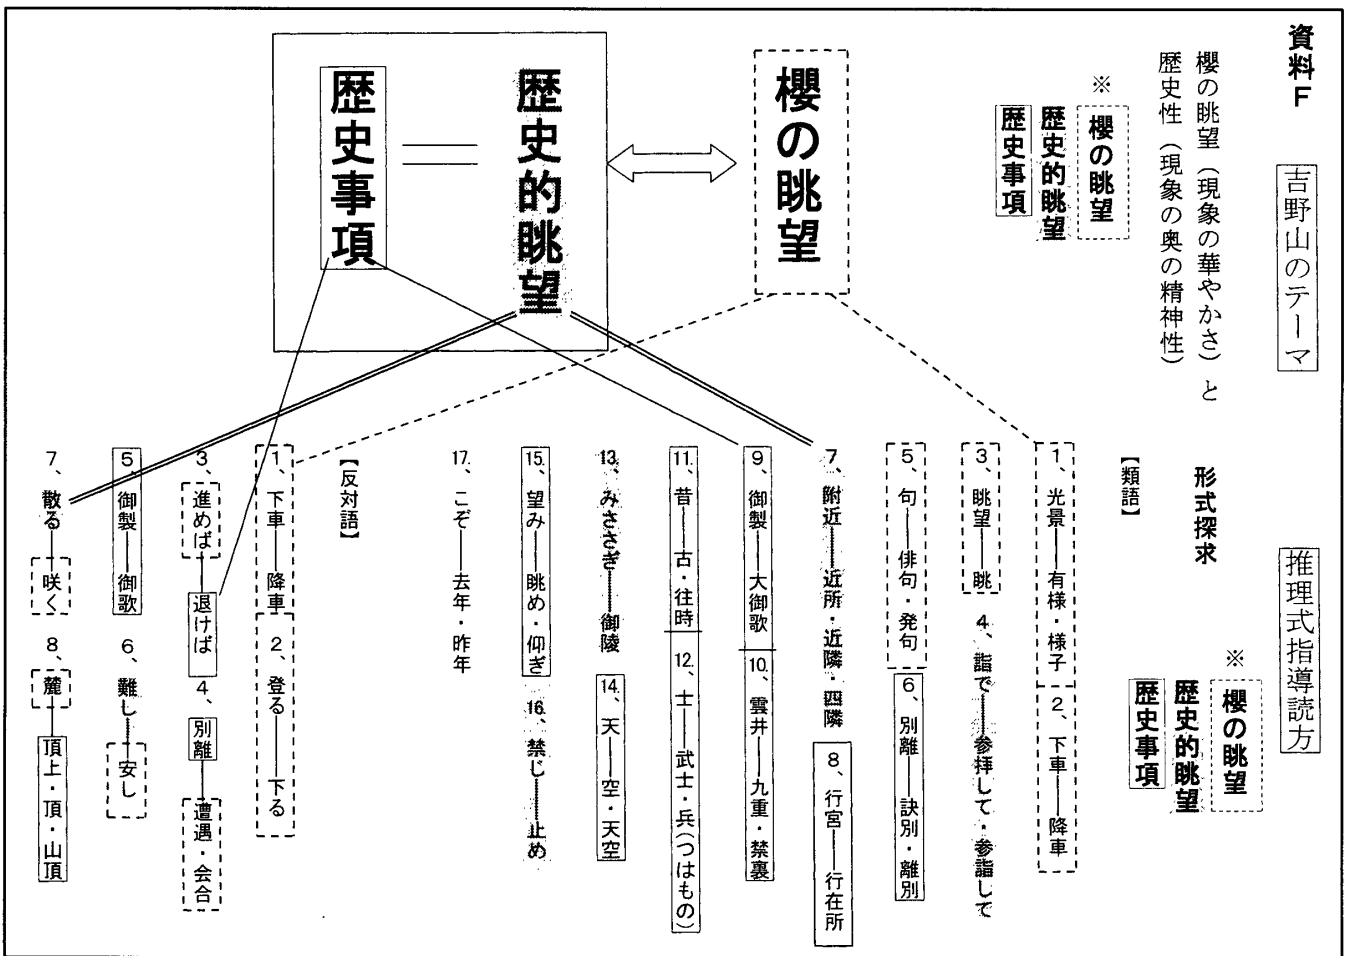 資料F
吉野山のテーマ
推理式指導読方
櫻の眺望（現象の華やかさ）と
歴史性（現象の奥の精神性）
※
櫻の眺望
歴史的眺望
歴史事項
櫻の眺望
歴史的眺望
歴史事項
形式探求
※
櫻の眺望
歴史的眺望
歴史事項
【類語】
1、光景――有様・様子
2、下車――降車
3、眺望――眺
4、詣で――参拝して・参詣して
5、句――俳句・発句
6、別離――訣別・離別
7、附近――近所・近隣・四隣
8、行宮――行在所
9、御製――大御歌
10、雲井――九重・禁裏
11、昔――古・往時
12、士――武士・兵（つはもの）
13、みささぎ――御陵
14、天――空・天空
15、望み――眺め・仰ぎ
16、禁じ――止め
17、こぞ――去年・昨年
【反対語】
1、下車――降車
2、登る――下る
3、進めば――退けば
4、別離――遭遇・会合
5、御製――御歌
6、難し――安し
7、散る――咲く
8、麓――頂上・頂・山頂